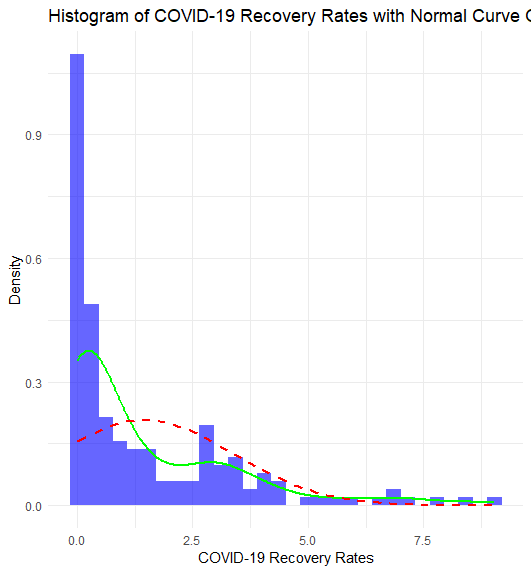 Histogram of COVID-19 Recovery Rates with Normal Curve
0.9
0.6
0.3
0.0
Density
0.0 2.5 5.0 7.5
COVID-19 Recovery Rates